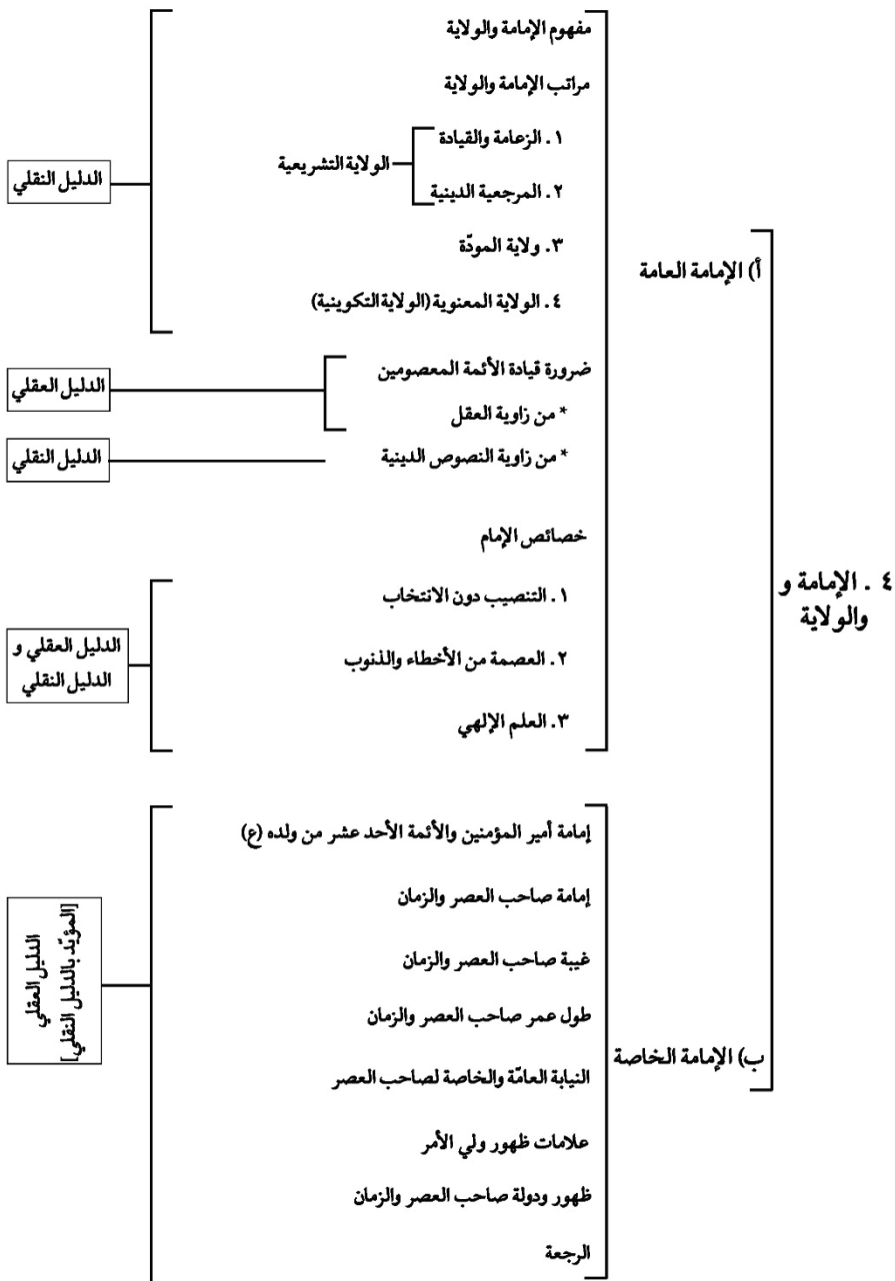 ٤ . الإمامة و
والولاية
أ) الإمامة العامة
مفهوم الإمامة والولاية
مراتب الإمامة والولاية
١ . الزعامة والقيادة
٢ . المرجعية الدينية
الولاية التشريعية
٣ . ولاية المودّة
٤ . الولاية المعنوية (الولاية التكوينية)
الدليل النقلي
ضرورة قيادة الأئمة المعصومين
* من زاوية العقل
الدليل العقلي
* من زاوية النصوص الدينية
الدليل النقلي
خصائص الإمام
١ . التنصيب دون الانتخاب
٢ . العصمة من الأخطاء والذنوب
٣ . العلم الإلهي
الدليل العقلي و
الدليل النقلي
ب) الإمامة الخاصة
إمامة أمير المؤمنين والأئمة الأحد عشر من ولده (ع)
إمامة صاحب العصر والزمان
غيبة صاحب العصر والزمان
طول عمر صاحب العصر والزمان
النيابة العامّة والخاصة لصاحب العصر
علامات ظهور ولي الأمر
ظهور ودولة صاحب العصر والزمان
الرجعة
الدليل العقلي
[المؤيّد بالدليل النقلي]